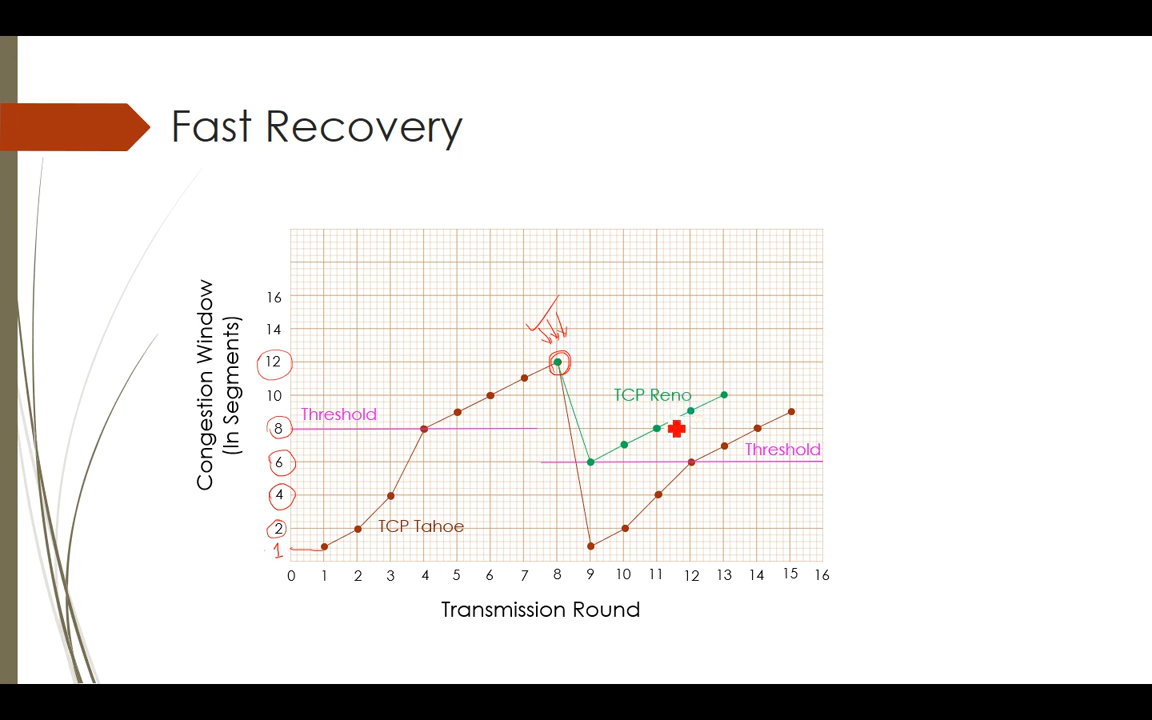 Fast Recovery
Congestion Window
(In Segments)
16
14
12
10
8
6
4
2
1
Threshold
TCP Reno
Threshold
TCP Tahoe
0 1 2 3 4 5 6 7 8 9 10 11 12 13 14 15 16
Transmission Round